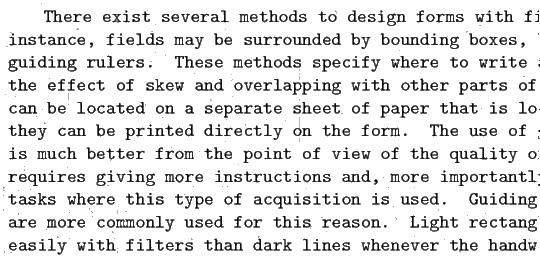 There exist several methods to design forms with
instance, fields may be surrounded by bounding boxes,
guiding rulers. These methods specify where to write
the effect of skew and overlapping with other parts of
can be located on a separate sheet of paper that is
they can be printed directly on the form. The use of
is much better from the point of view of the quality
requires giving more instructions and, more importantly
tasks where this type of acquisition is used. Guiding
are more commonly used for this reason. Light
easily with filters than dark lines whenever the